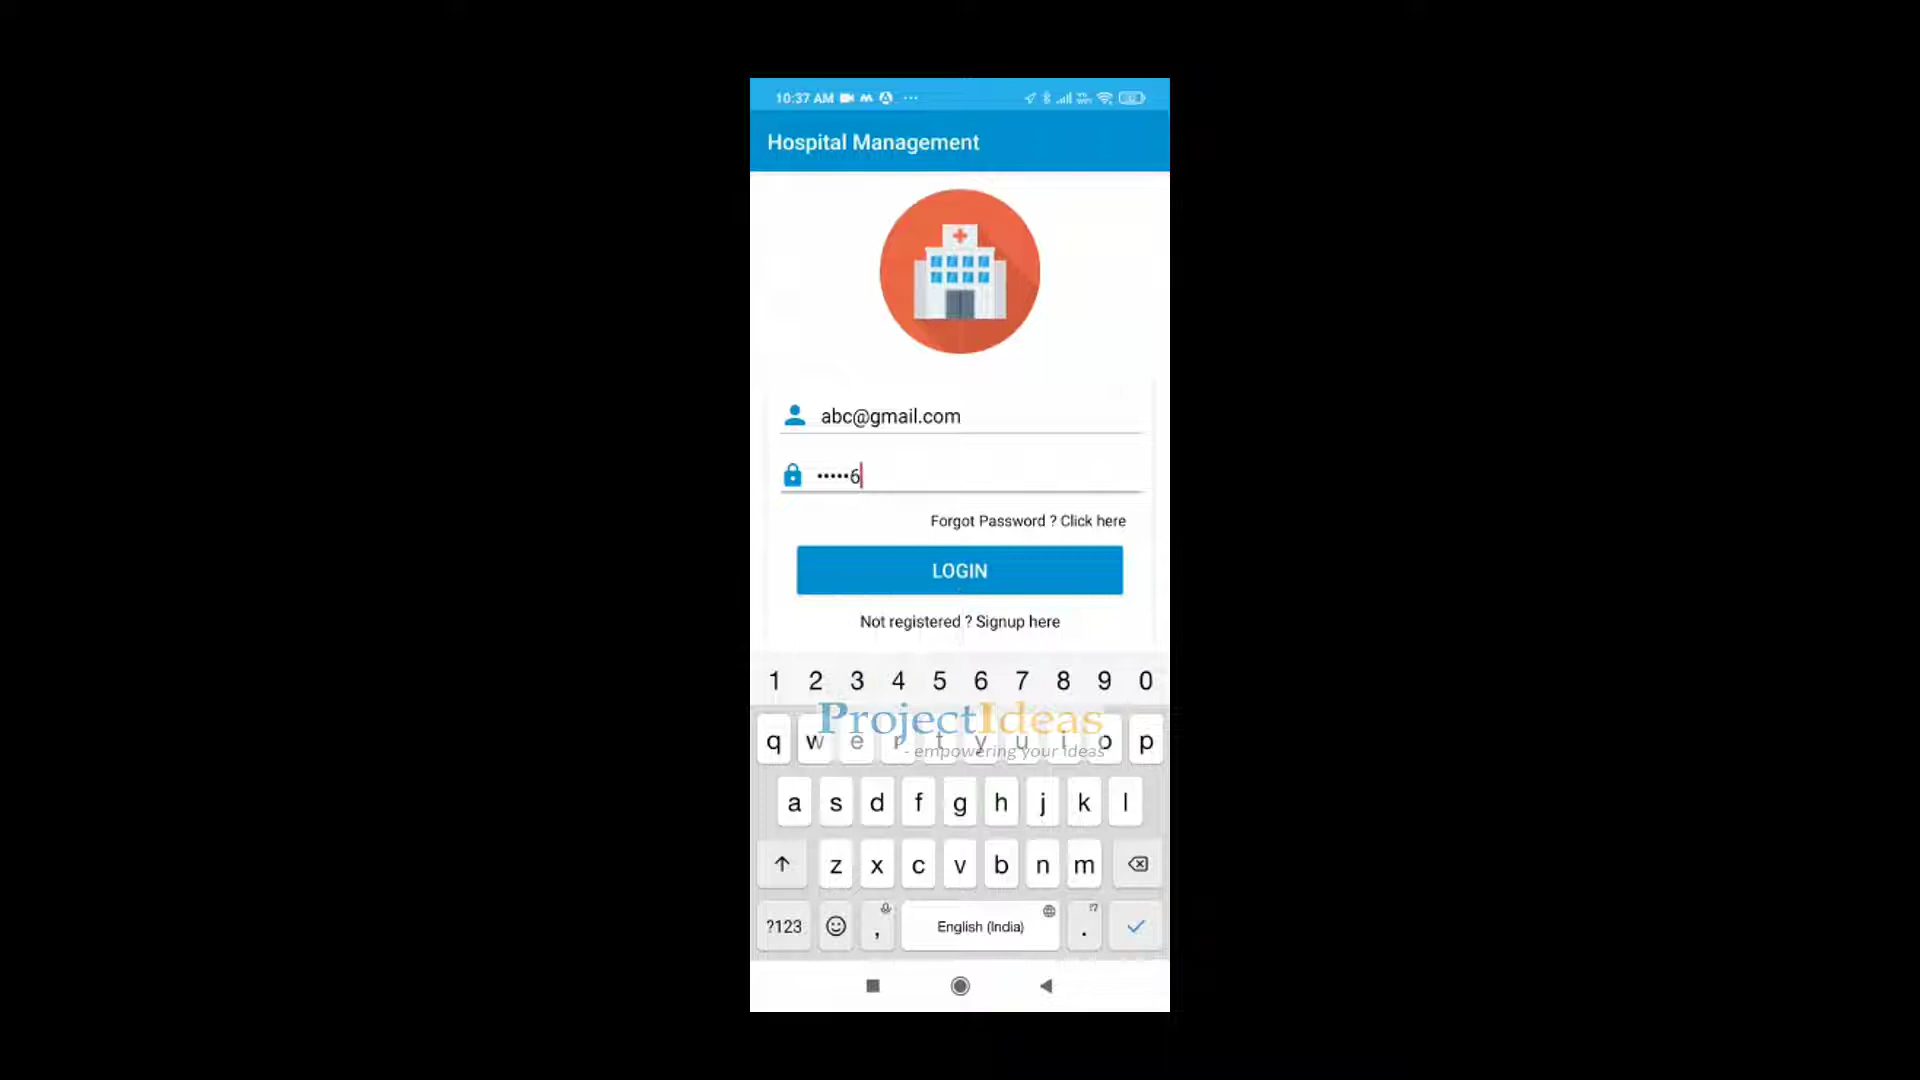 10:37 AM
Hospital Management
abc@gmail.com
•••••6
Forgot Password ? Click here
LOGIN
Not registered ? Signup here
1 2 3 4 5 6 7 8 9 0
ProjectIdeas
q w e r t y u i o p
- empowering your ideas
a s d f g h j k l
z x c v b n m
?123 , English (India) . !?